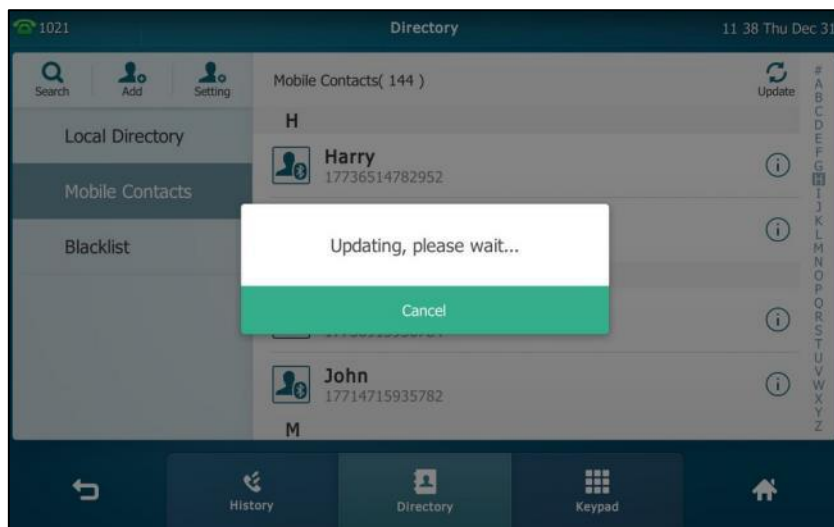 1021
Directory
11 38 Thu Dec 31
Search
Add
Setting
Mobile Contacts( 144 )
Update
Local Directory
Mobile Contacts
Blacklist
H
Harry
17736514782952
Updating, please wait...
Cancel
John
17714715935782
M
#
A
B
C
D
E
F
G
H
I
J
K
L
M
N
O
P
Q
R
S
T
U
V
W
X
Y
Z
History
Directory
Keypad